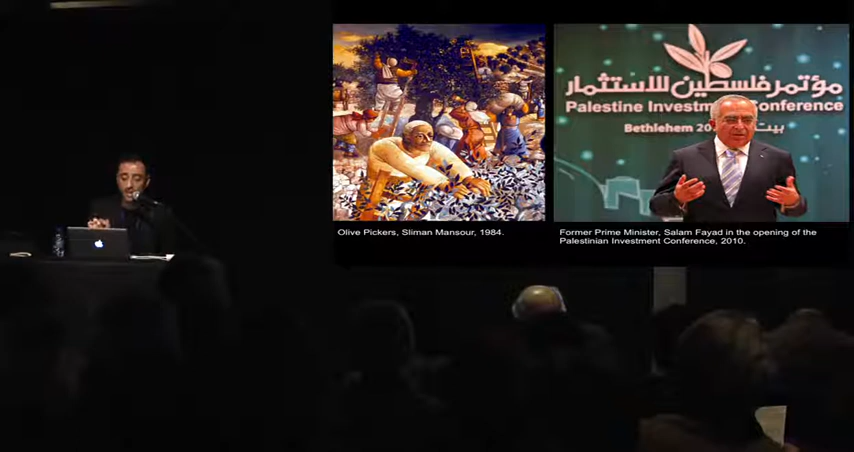 Olive Pickers, Sliman Mansour, 1984.
مؤتمر فلسطين للاستثمار
Palestine Investment Conference
Bethlehem
Former Prime Minister, Salam Fayad in the opening of the
Palestinian Investment Conference, 2010.